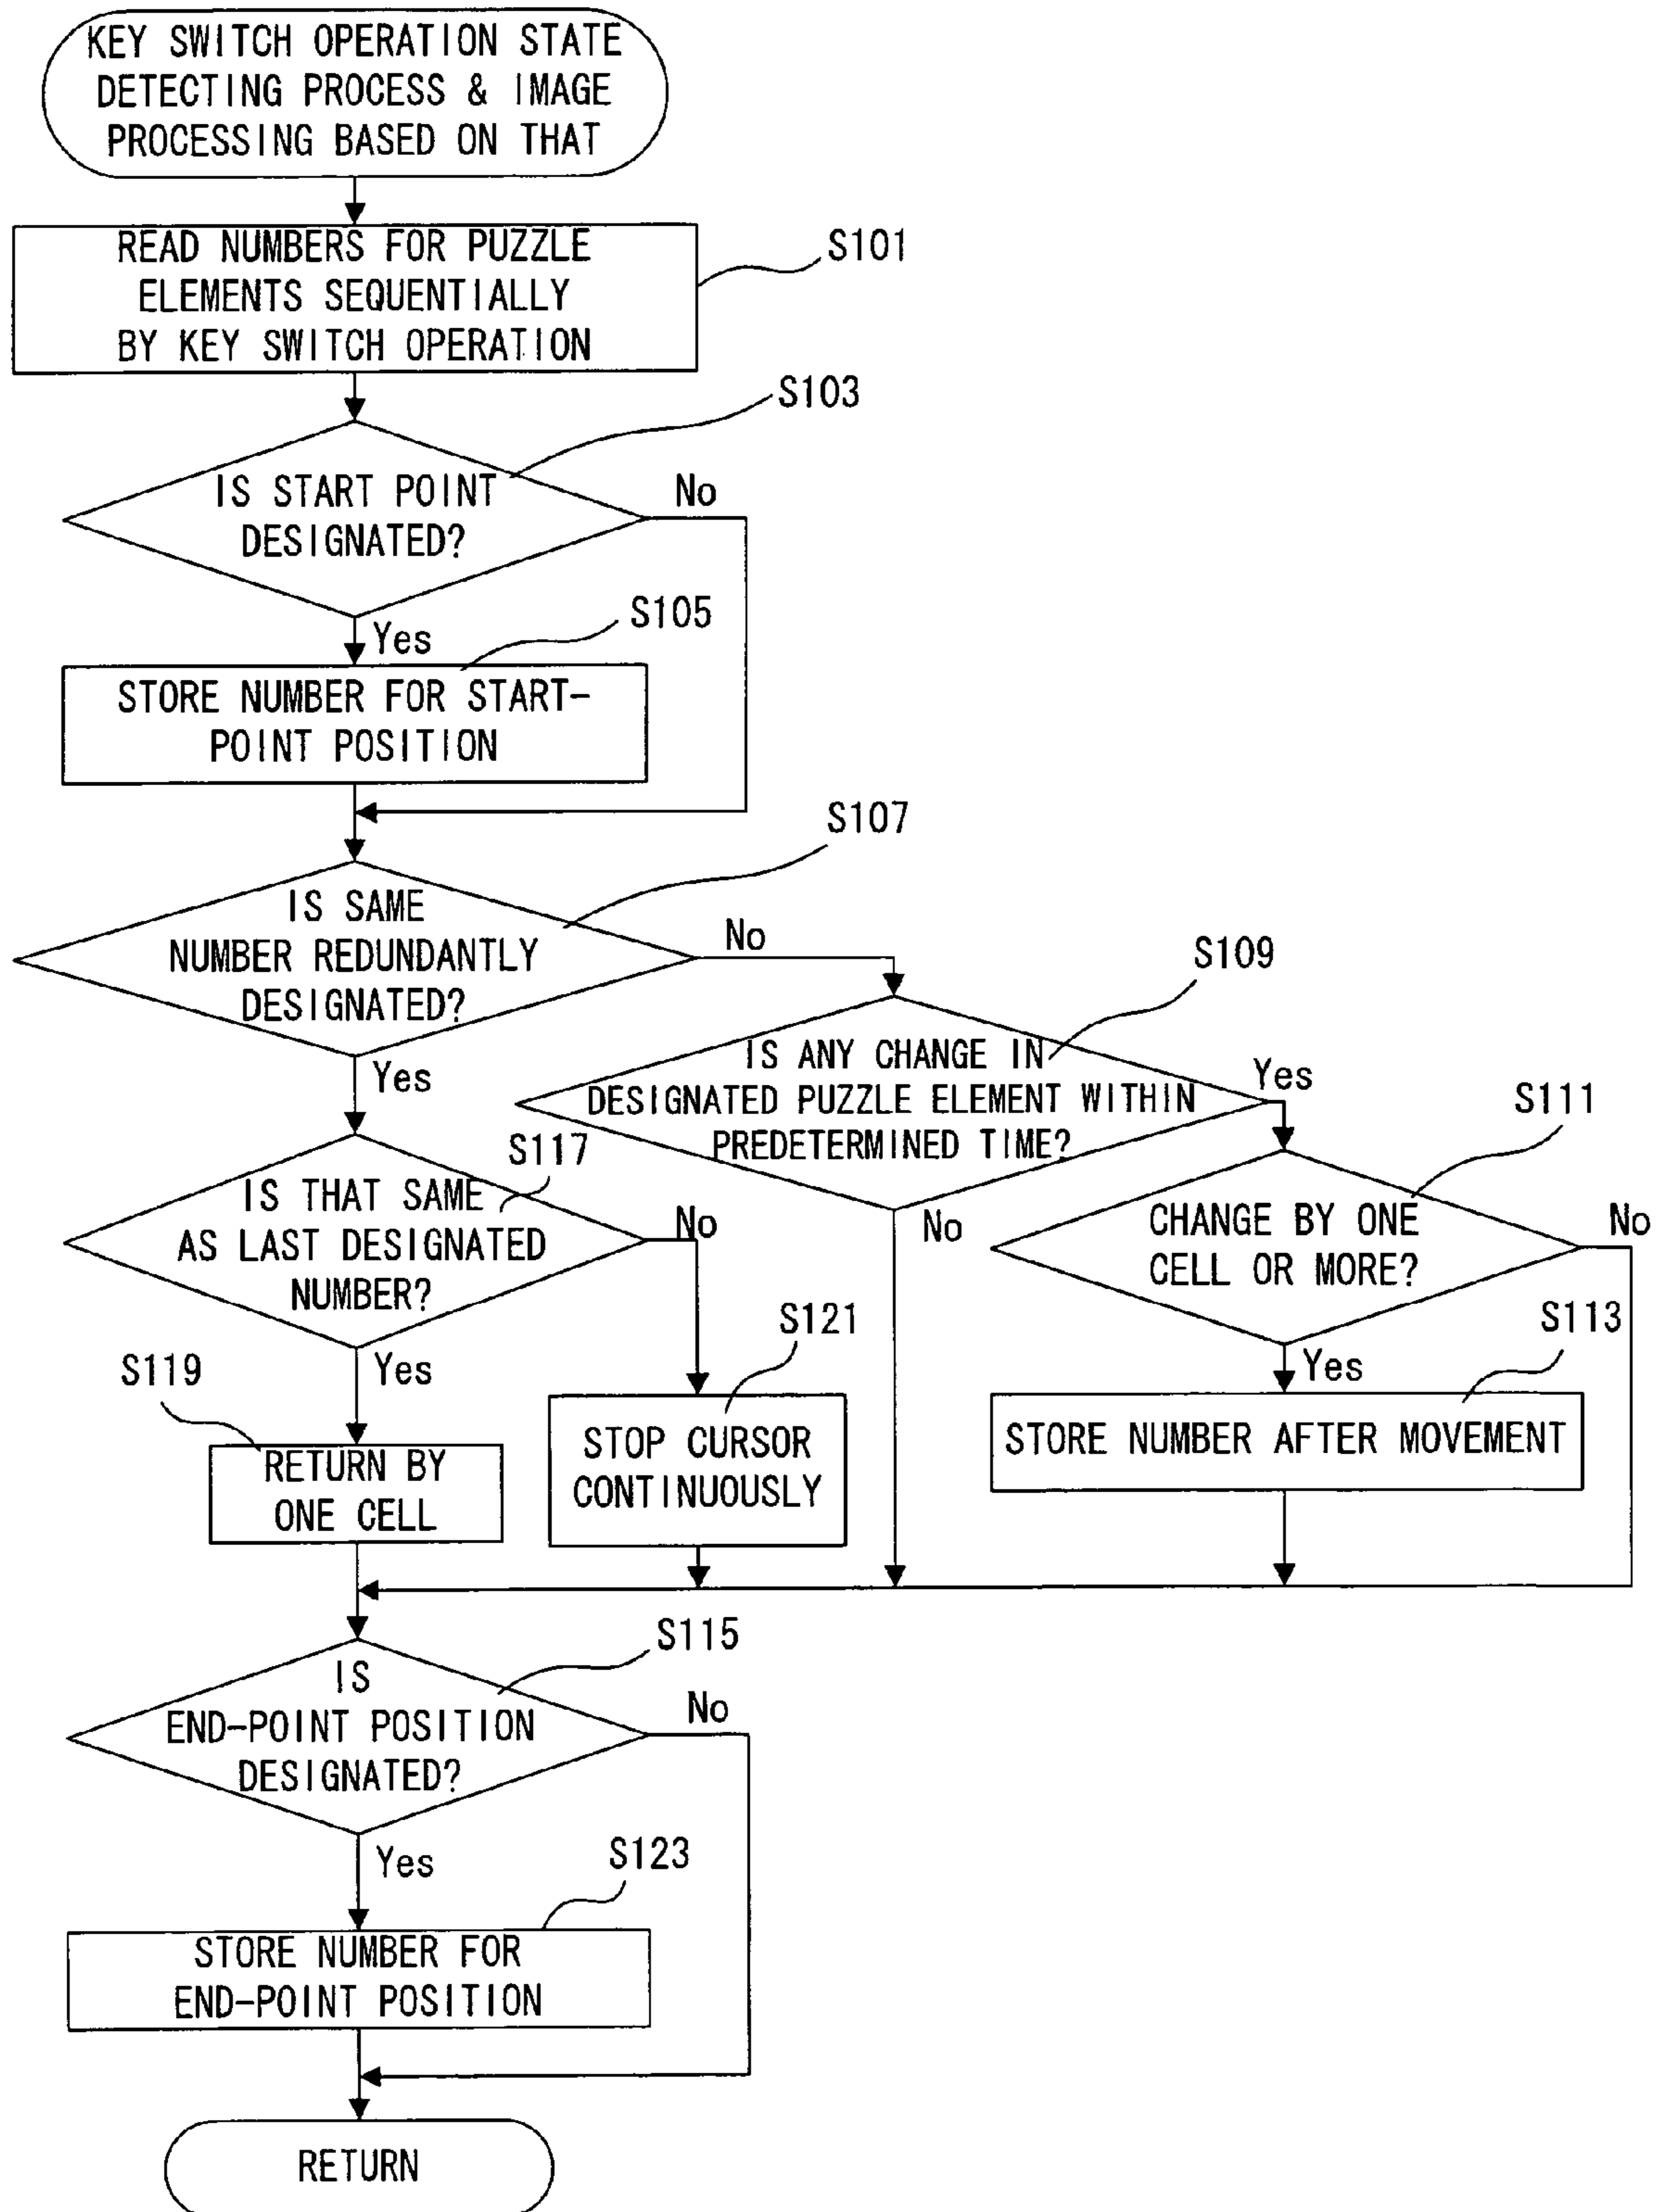 KEY SWITCH OPERATION STATE
DETECTING PROCESS & IMAGE
PROCESSING BASED ON THAT
READ NUMBERS FOR PUZZLE
ELEMENTS SEQUENTIALLY
BY KEY SWITCH OPERATION
S101
S103
IS START POINT
DESIGNATED?
No
Yes
S105
STORE NUMBER FOR START-
POINT POSITION
S107
IS SAME
NUMBER REDUNDANTLY
DESIGNATED?
No
Yes
S109
IS ANY CHANGE IN
DESIGNATED PUZZLE ELEMENT WITHIN
PREDETERMINED TIME?
Yes
No
S111
CHANGE BY ONE
CELL OR MORE?
No
Yes
S113
STORE NUMBER AFTER MOVEMENT
S117
IS THAT SAME
AS LAST DESIGNATED
NUMBER?
No
Yes
S119
RETURN BY
ONE CELL
S121
STOP CURSOR
CONTINUOUSLY
S115
IS
END-POINT POSITION
DESIGNATED?
No
Yes
S123
STORE NUMBER FOR
END-POINT POSITION
RETURN